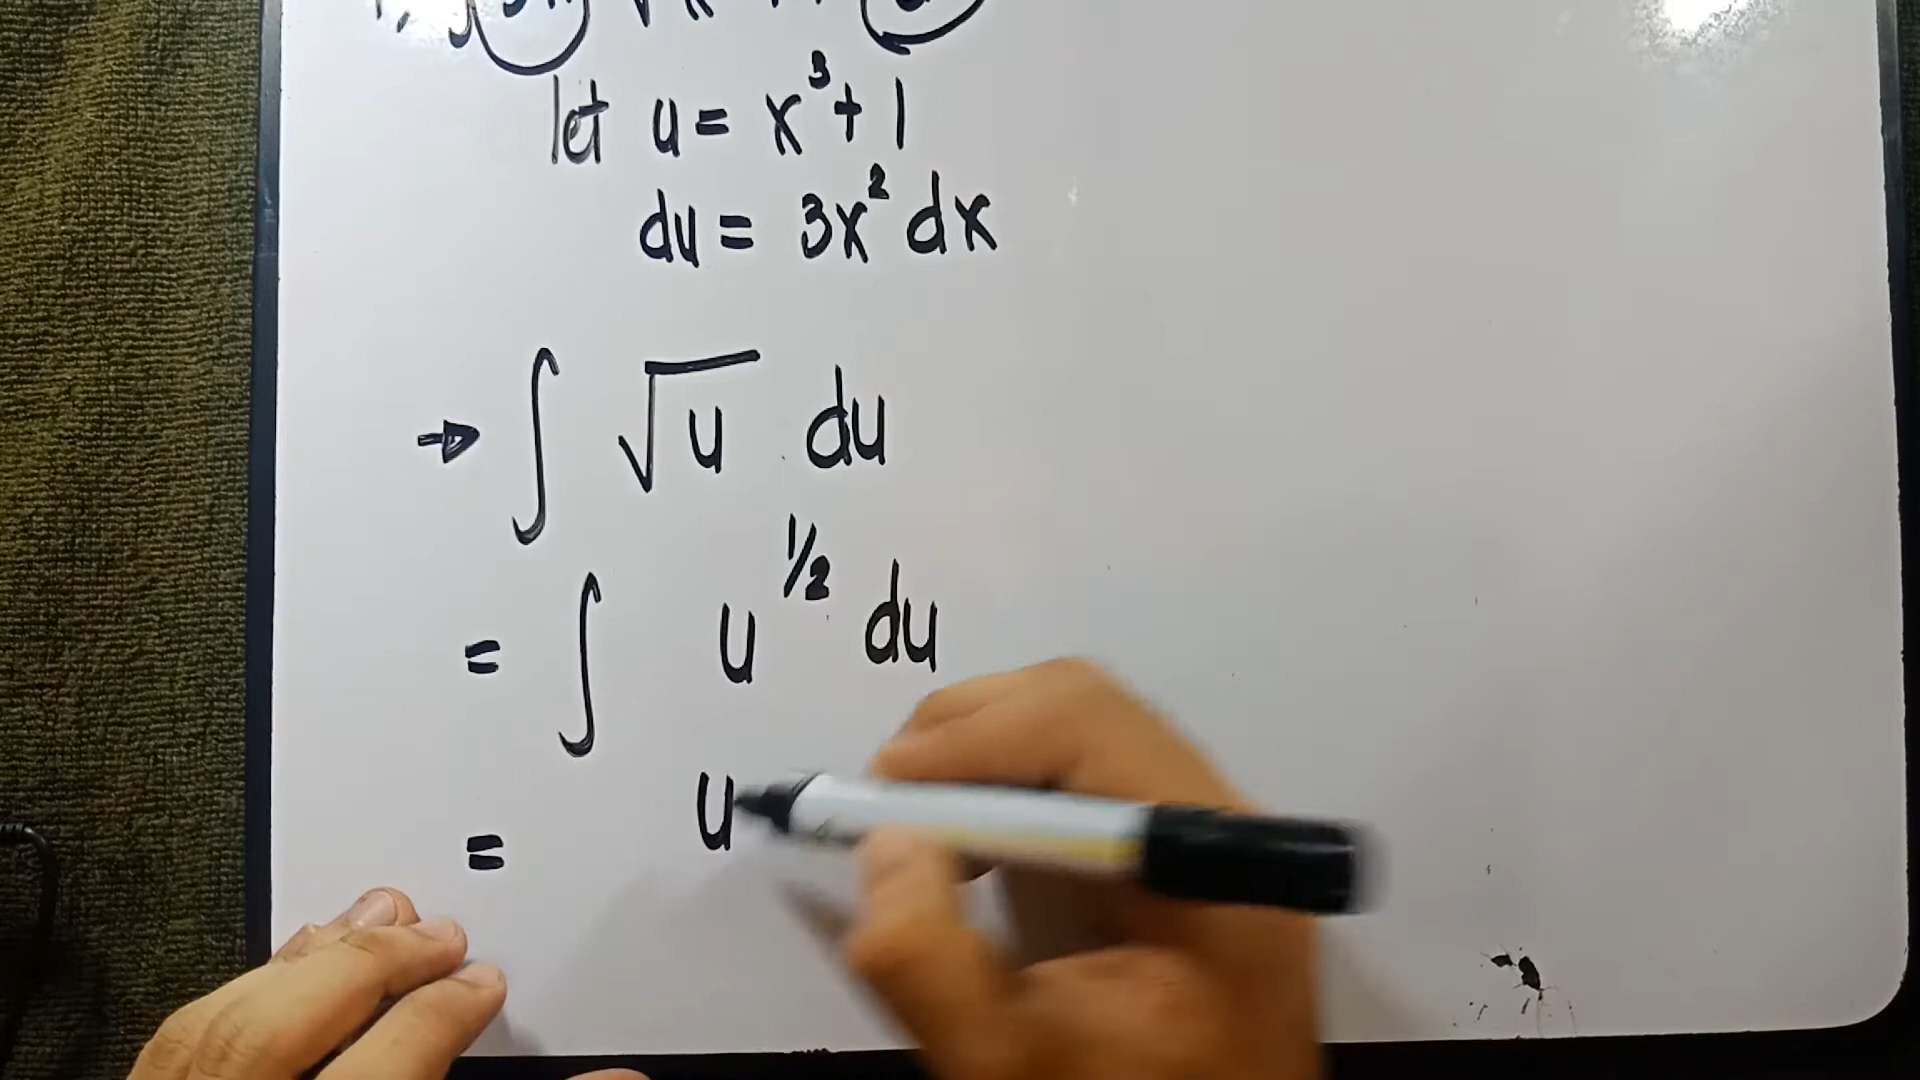 let u = x³ + 1
du = 3x² dx
→ ∫ √u du
= ∫ u^1/2 du
= u